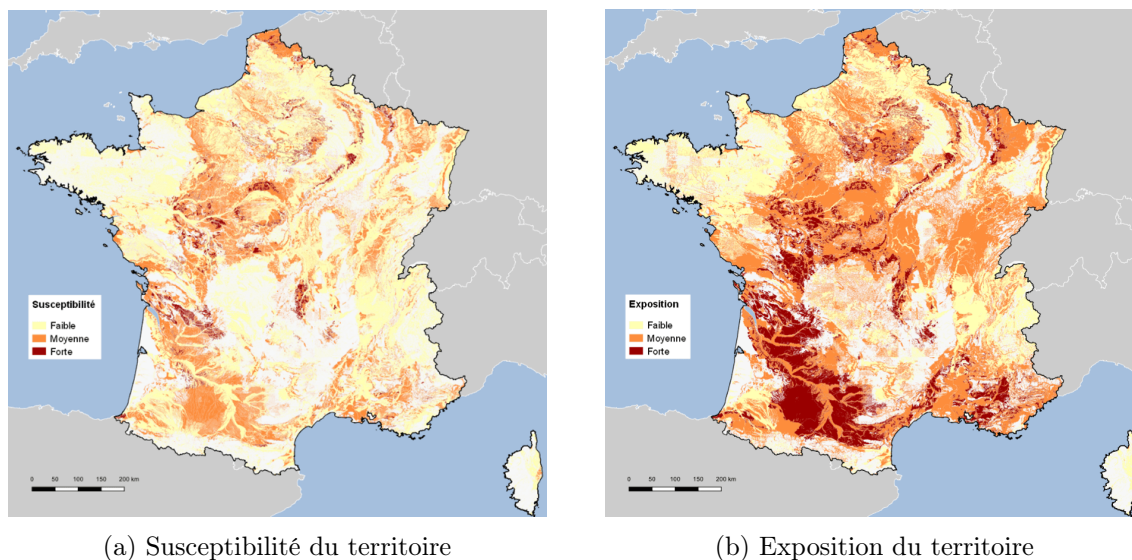 Susceptibilité
Faible
Moyenne
Forte
0 50 100 150 200 km
Exposition
Faible
Moyenne
Forte
0 50 100 150 200 km
(a) Susceptibilité du territoire
(b) Exposition du territoire